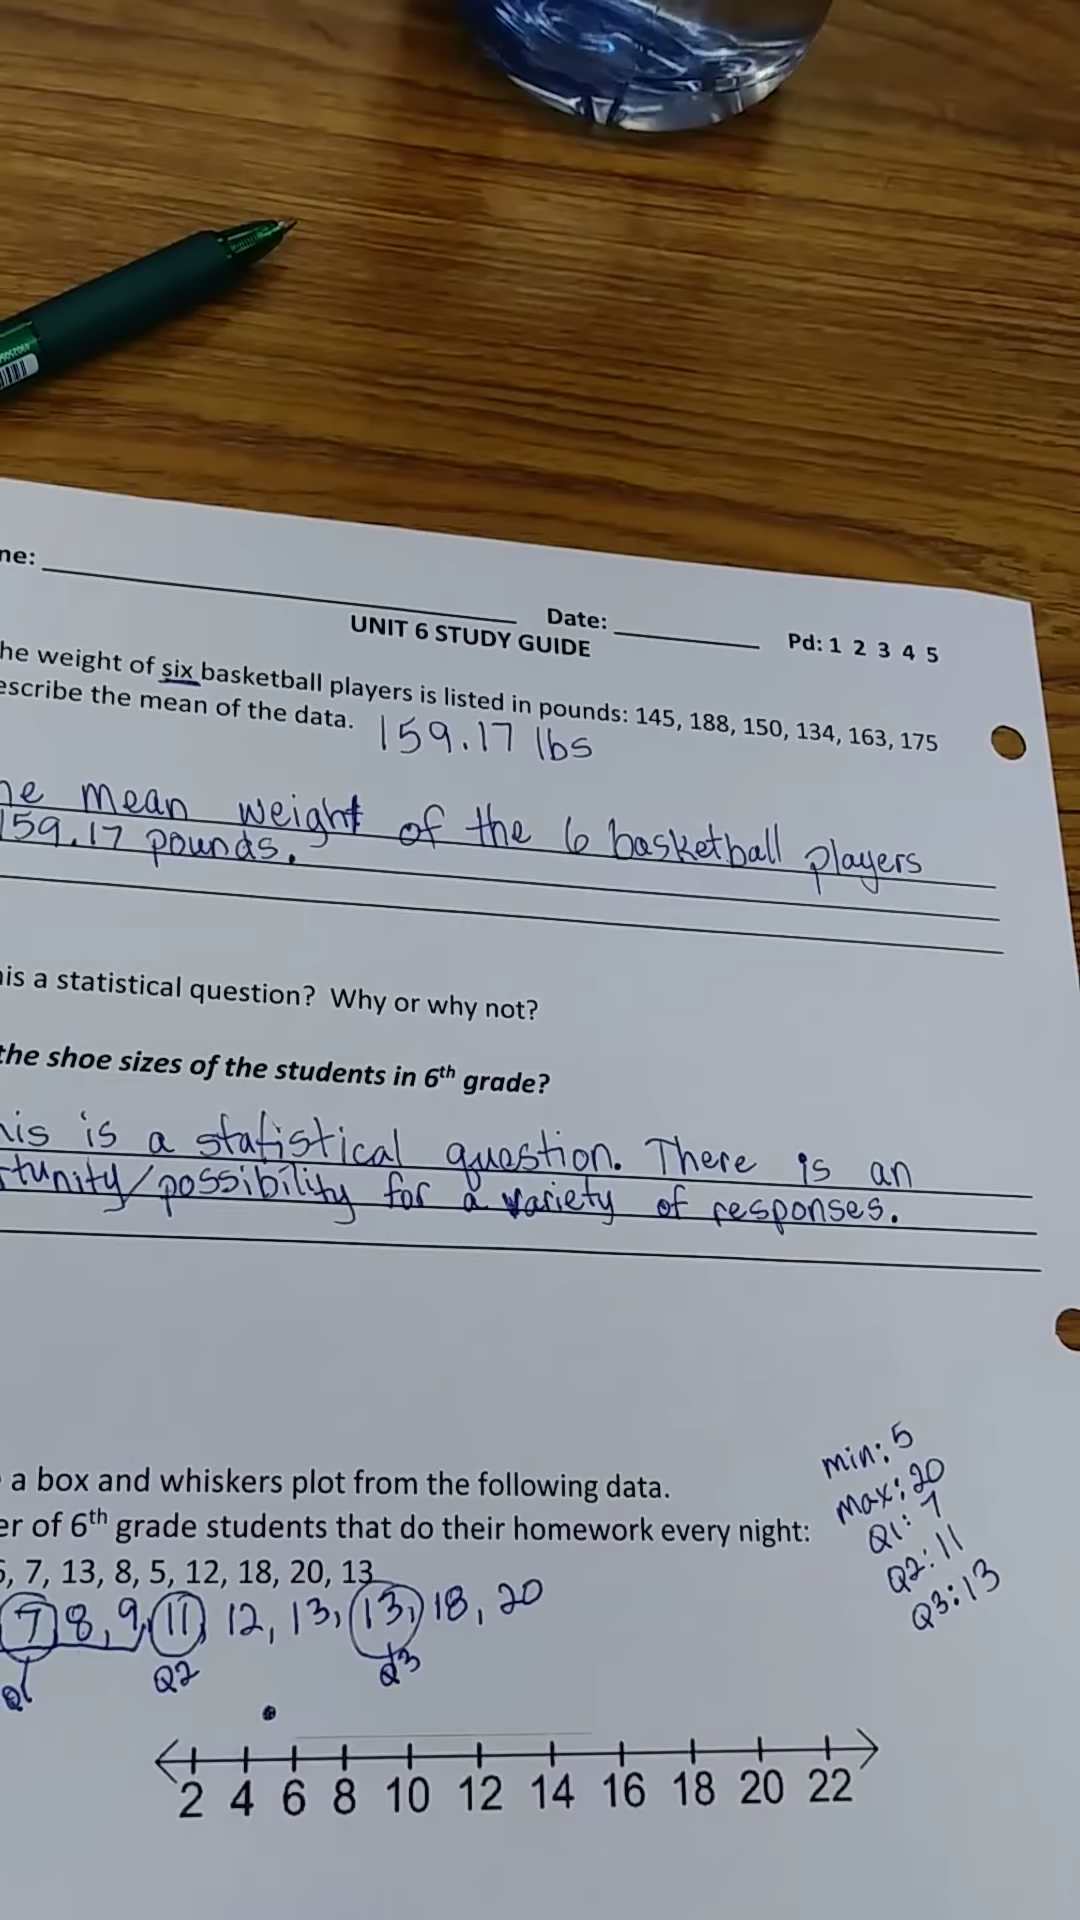 ne: Date: Pd: 1 2 3 4 5
UNIT 6 STUDY GUIDE
he weight of six basketball players is listed in pounds: 145, 188, 150, 134, 163, 175
escribe the mean of the data. 159.17 lbs
he mean weight of the 6 basketball players
159.17 pounds.
his a statistical question? Why or why not?
the shoe sizes of the students in 6th grade?
his is a statistical question. There is an
rtunity/possibility for a variety of responses.
a box and whiskers plot from the following data.
er of 6th grade students that do their homework every night:
, 7, 13, 8, 5, 12, 18, 20, 13
7 8, 9, 11, 12, 13, 13, 18, 20
Q1 Q2 Q3
min: 5
max: 20
Q1: 7
Q2: 11
Q3: 13
2 4 6 8 10 12 14 16 18 20 22